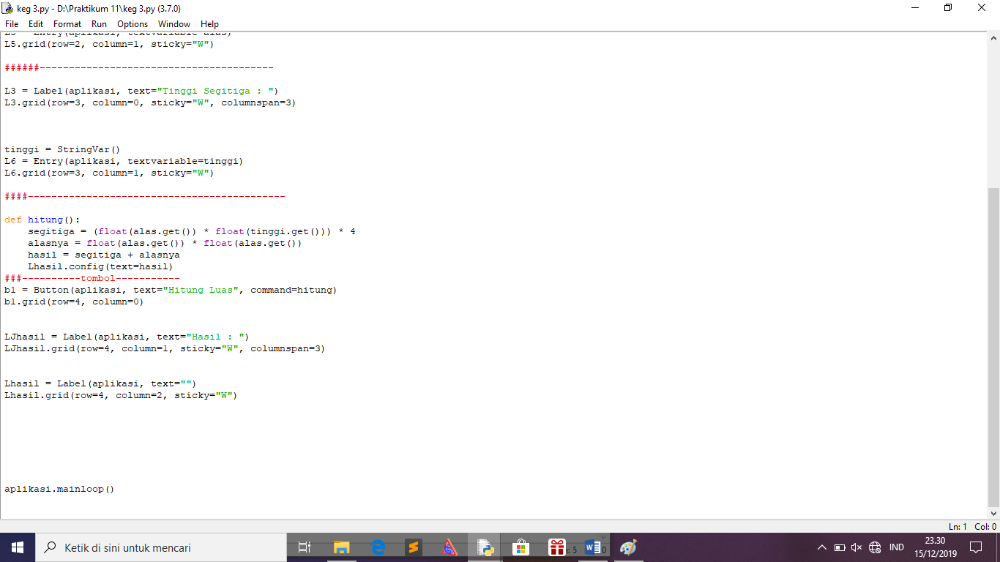 keg 3.py - D:\Praktikum 11\keg 3.py (3.7.0)
File Edit Format Run Options Window Help
L5 = Entry(aplikasi, textvariable=alas)
L5.grid(row=2, column=1, sticky="W")
######----------------------------------------
L3 = Label(aplikasi, text="Tinggi Segitiga : ")
L3.grid(row=3, column=0, sticky="W", columnspan=3)
tinggi = StringVar()
L6 = Entry(aplikasi, textvariable=tinggi)
L6.grid(row=3, column=1, sticky="W")
####--------------------------------------------
def hitung():
    segitiga = (float(alas.get()) * float(tinggi.get())) * 4
    alasnya = float(alas.get()) * float(alas.get())
    hasil = segitiga + alasnya
    Lhasil.config(text=hasil)
###----------tombol-----------
b1 = Button(aplikasi, text="Hitung Luas", command=hitung)
b1.grid(row=4, column=0)
LJhasil = Label(aplikasi, text="Hasil : ")
LJhasil.grid(row=4, column=1, sticky="W", columnspan=3)
Lhasil = Label(aplikasi, text="")
Lhasil.grid(row=4, column=2, sticky="W")
aplikasi.mainloop()
Ln: 1 Col: 0
Ketik di sini untuk mencari
IND
23.30
15/12/2019